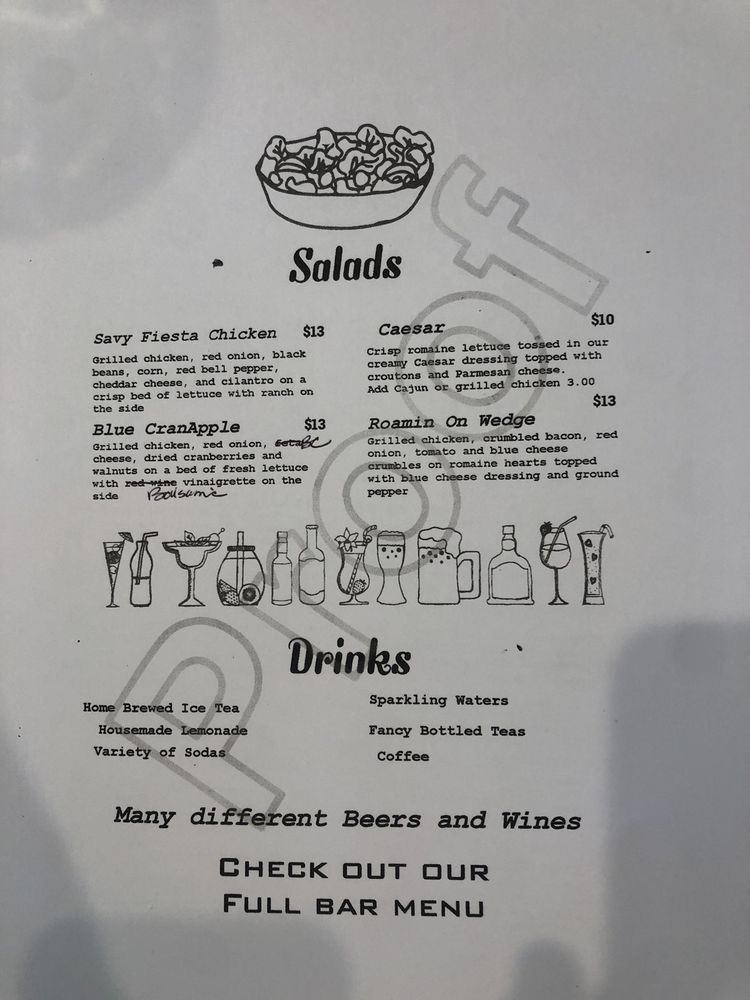 Proof
Salads
Savy Fiesta Chicken $13
Grilled chicken, red onion, black
beans, corn, red bell pepper,
cheddar cheese, and cilantro on a
crisp bed of lettuce with ranch on
the side
Blue CranApple $13
Grilled chicken, red onion, feta BC
cheese, dried cranberries and
walnuts on a bed of fresh lettuce
with red wine vinaigrette on the
side Balsamic
Caesar $10
Crisp romaine lettuce tossed in our
creamy Caesar dressing topped with
croutons and Parmesan cheese.
Add Cajun or grilled chicken 3.00
Roamin On Wedge $13
Grilled chicken, crumbled bacon, red
onion, tomato and blue cheese
crumbles on romaine hearts topped
with blue cheese dressing and ground
pepper
Drinks
Home Brewed Ice Tea
Housemade Lemonade
Variety of Sodas
Sparkling Waters
Fancy Bottled Teas
Coffee
Many different Beers and Wines
CHECK OUT OUR
FULL BAR MENU